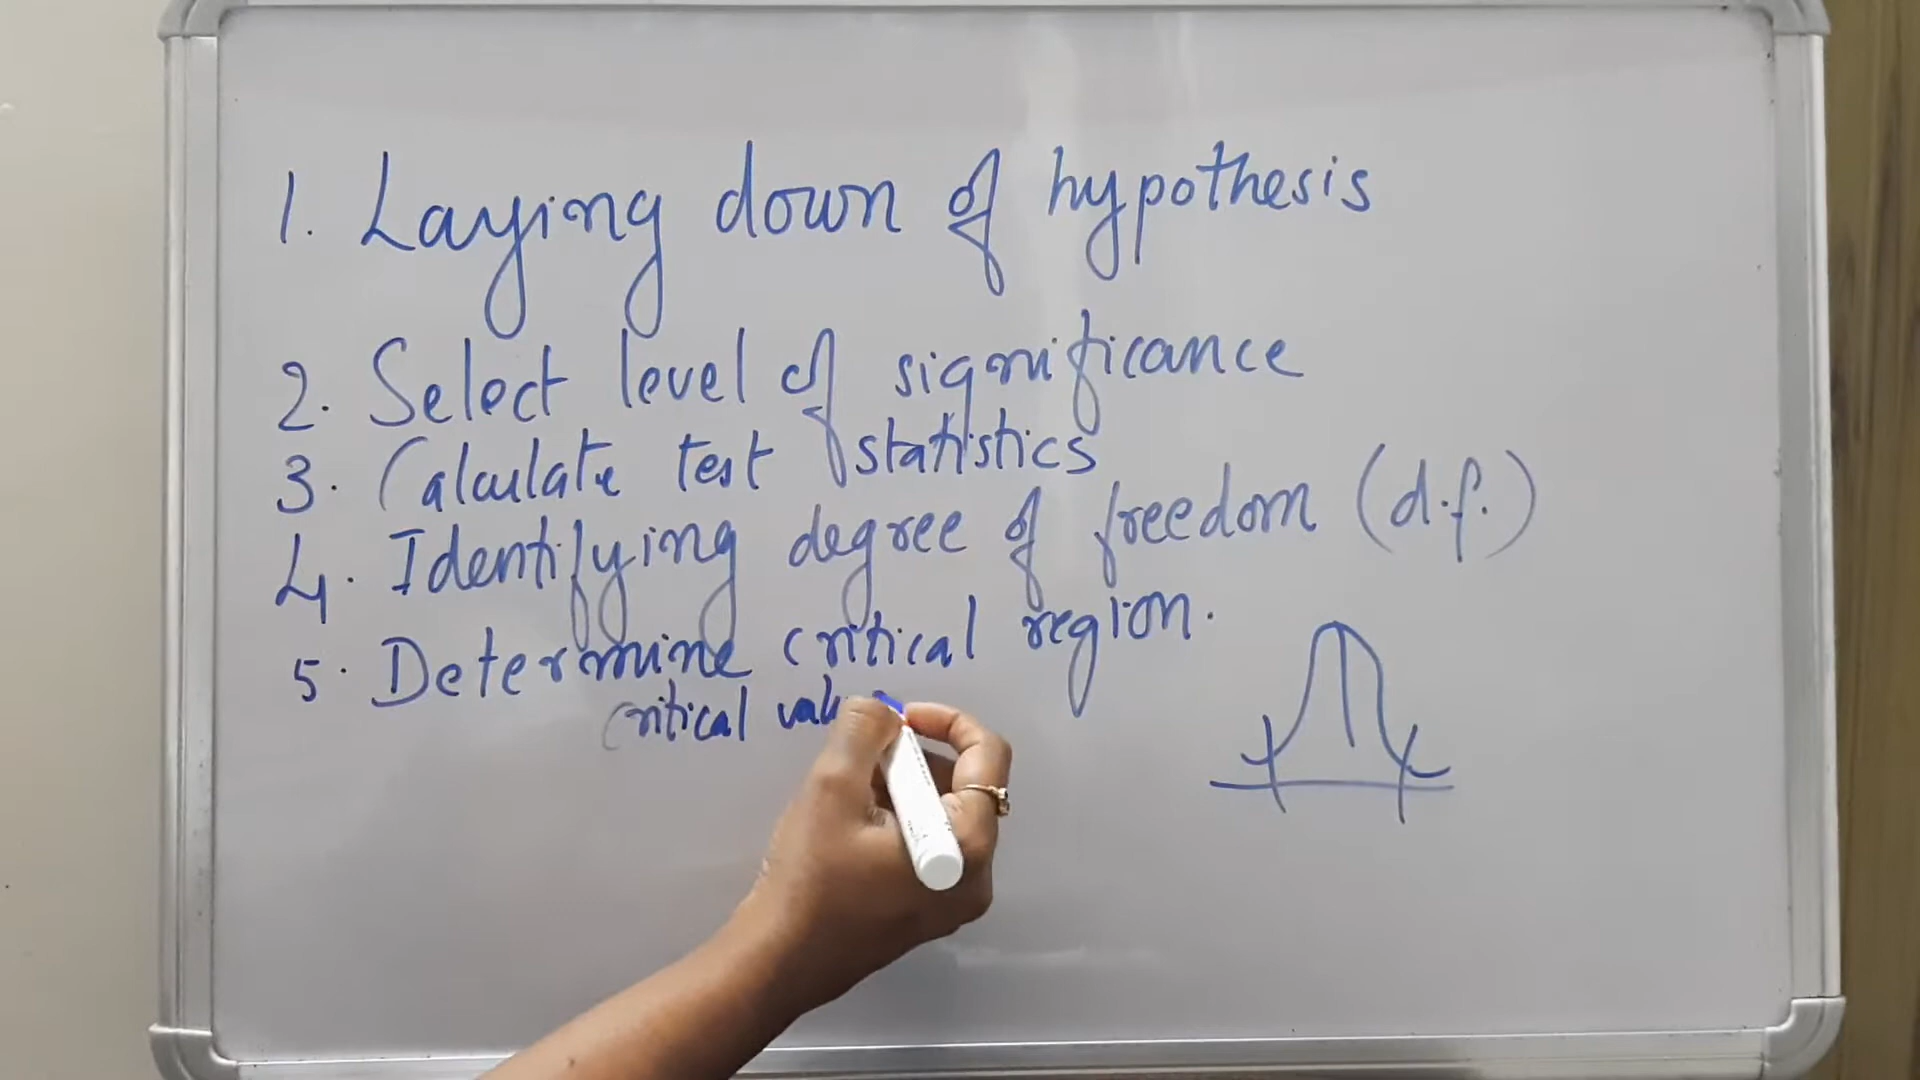 1. Laying down of hypothesis
2. Select level of significance
3. Calculate test statistics
4. Identifying degree of freedom (d.f.)
5. Determine critical region.
critical valu